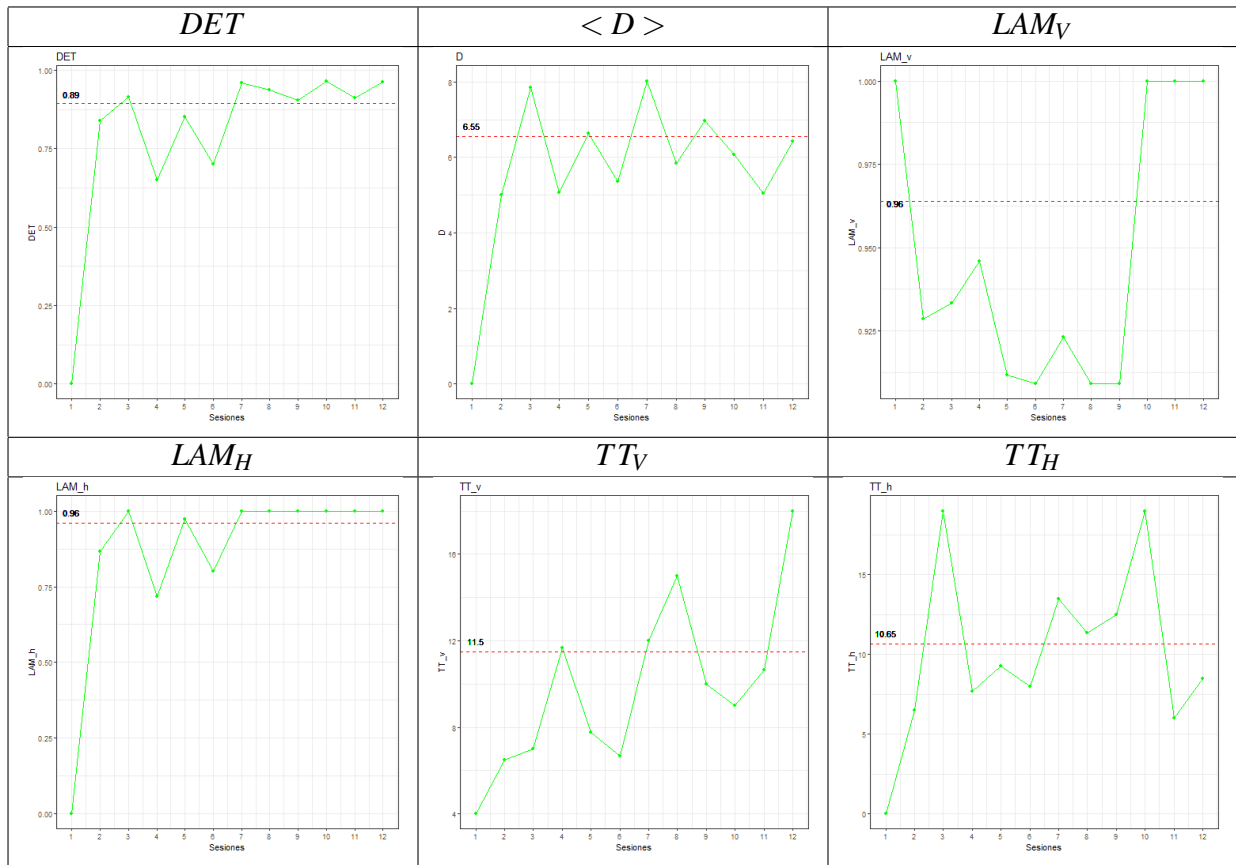 DET
< D >
LAM_V
DET
1.00
0.89
0.75
0.50
0.25
0.00
DET
1 2 3 4 5 6 7 8 9 10 11 12
Sesiones
D
8
6.55
6
4
2
0
D
1 2 3 4 5 6 7 8 9 10 11 12
Sesiones
LAM_v
1.000
0.975
0.96
0.950
0.925
LAM_v
1 2 3 4 5 6 7 8 9 10 11 12
Sesiones
LAM_H
TT_V
TT_H
LAM_h
1.00
0.96
0.75
0.50
0.25
0.00
LAM_h
1 2 3 4 5 6 7 8 9 10 11 12
Sesiones
TT_v
16
12
11.5
8
4
TT_v
1 2 3 4 5 6 7 8 9 10 11 12
Sesiones
TT_h
15
10.65
10
5
0
TT_h
1 2 3 4 5 6 7 8 9 10 11 12
Sesiones